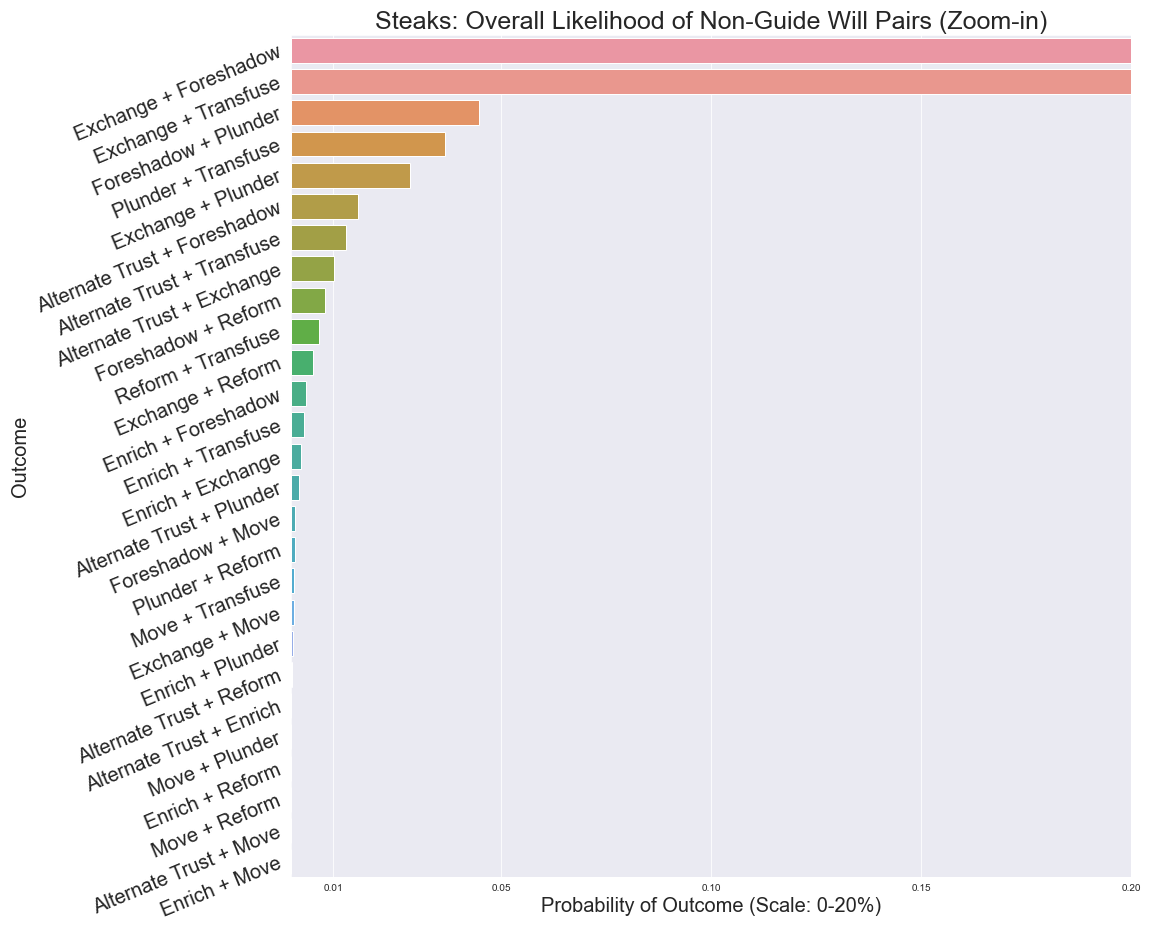 Steaks: Overall Likelihood of Non-Guide Will Pairs (Zoom-in)
Exchange + Foreshadow
Exchange + Transfuse
Foreshadow + Plunder
Plunder + Transfuse
Exchange + Plunder
Alternate Trust + Foreshadow
Alternate Trust + Transfuse
Alternate Trust + Exchange
Foreshadow + Reform
Reform + Transfuse
Exchange + Reform
Enrich + Foreshadow
Enrich + Transfuse
Enrich + Exchange
Alternate Trust + Plunder
Foreshadow + Move
Plunder + Reform
Move + Transfuse
Exchange + Move
Enrich + Plunder
Alternate Trust + Reform
Alternate Trust + Enrich
Move + Plunder
Enrich + Reform
Move + Reform
Alternate Trust + Move
Enrich + Move
Outcome
0.01 0.05 0.10 0.15 0.20
Probability of Outcome (Scale: 0-20%)